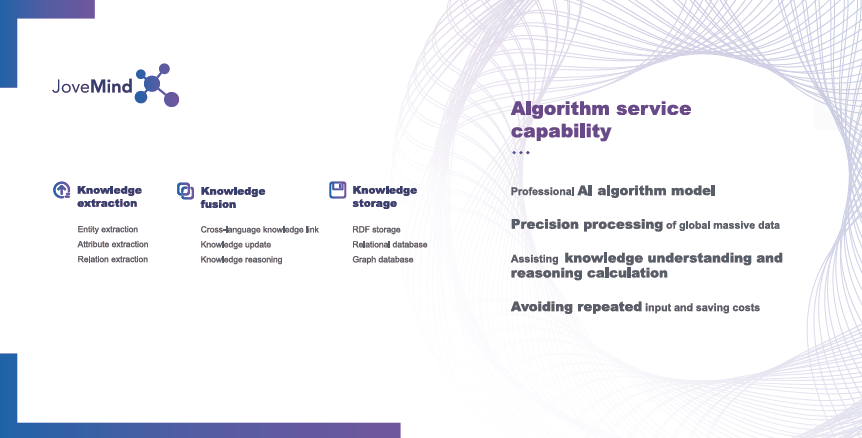 JoveMind
Knowledge
extraction
Entity extraction
Attribute extraction
Relation extraction
Knowledge
fusion
Cross-language knowledge link
Knowledge update
Knowledge reasoning
Knowledge
storage
RDF storage
Relational database
Graph database
Algorithm service
capability
Professional AI algorithm model
Precision processing of global massive data
Assisting knowledge understanding and
reasoning calculation
Avoiding repeated input and saving costs